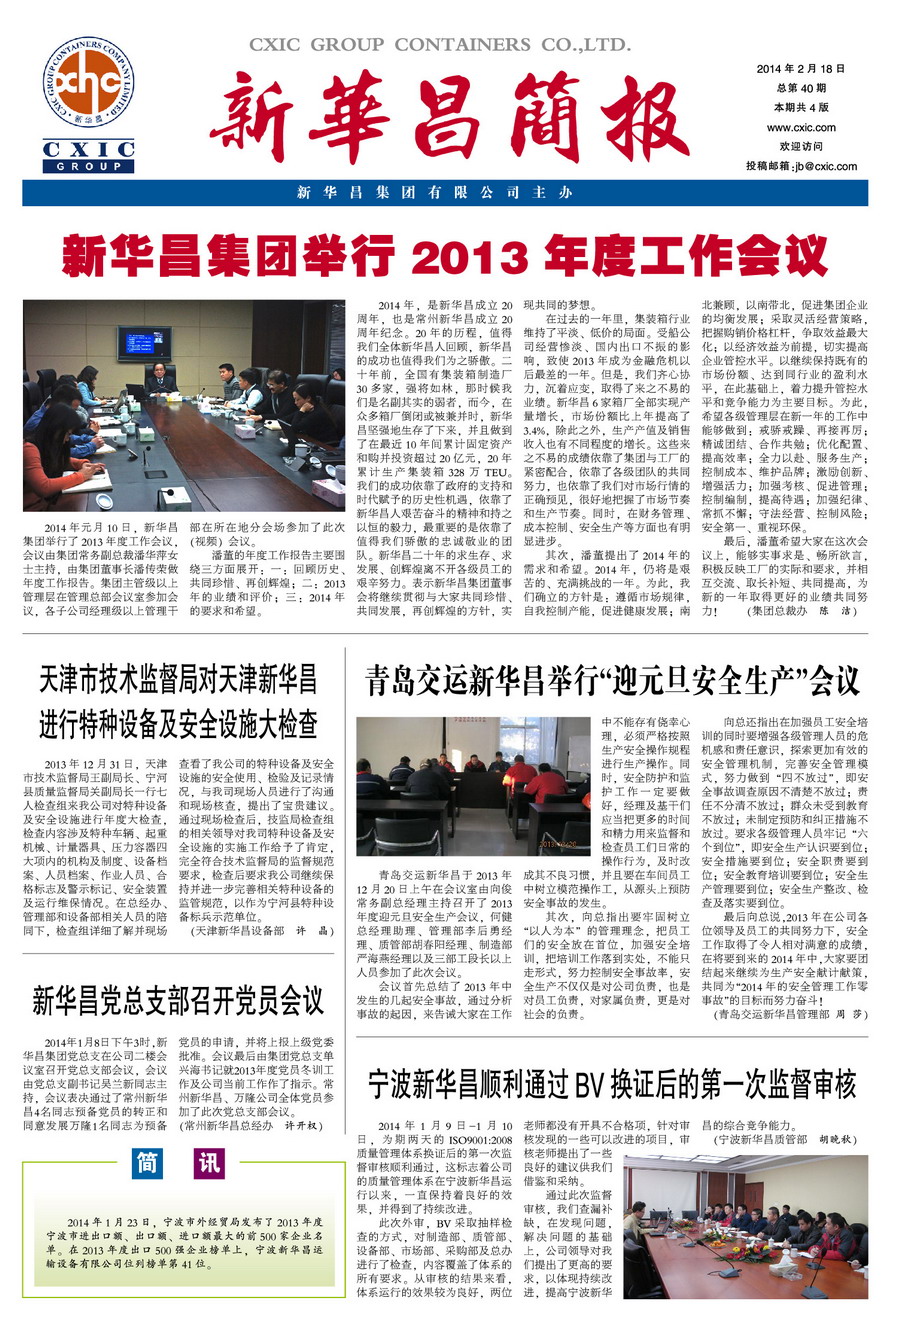 CXIC GROUP CONTAINERS CO.,LTD.
CXIC GROUP CONTAINERS COMPANY LIMITED
xhc
新华昌
CXIC
GROUP
新華昌簡报
2014 年 2 月 18 日
总第 40 期
本期共 4 版
www.cxic.com
欢迎访问
投稿邮箱:jb@cxic.com
新华昌集团有限公司主办
新华昌集团举行 2013 年度工作会议
2014 年元月 10 日，新华昌
集团举行了 2013 年度工作会议，
会议由集团常务副总裁潘华萍女
士主持，由集团董事长潘传荣做
年度工作报告。集团主管级以上
管理层在管理总部会议室参加会
议，各子公司经理级以上管理干
部在所在地分会场参加了此次
(视频) 会议。
潘董的年度工作报告主要围
绕三方面展开：一：回顾历史、
共同珍惜、再创辉煌；二：2013
年的业绩和评价；三：2014 年
的要求和希望。
2014 年，是新华昌成立 20
周年，也是常州新华昌成立 20
周年纪念。20 年的历程，值得
我们全体新华昌人回顾，新华昌
的成功也值得我们为之骄傲。二
十年前，全国有集装箱制造厂
30 多家，强将如林，那时候我
们是名副其实的弱者，而今，在
众多箱厂倒闭或被兼并时，新华
昌坚强地生存了下来，并且做到
了在最近 10 年间累计固定资产
和购并投资超过 20 亿元，20 年
累计生产集装箱 328 万 TEU。
我们的成功依靠了政府的支持和
时代赋予的历史性机遇，依靠了
新华昌人艰苦奋斗的精神和持之
以恒的毅力，最重要的是依靠了
值得我们骄傲的忠诚敬业的团
队。新华昌二十年的求生存、求
发展、创辉煌离不开各级员工的
艰辛努力。表示新华昌集团董事
会将继续贯彻与大家共同珍惜、
共同发展，再创辉煌的方针，实
现共同的梦想。
在过去的一年里，集装箱行业
维持了平淡、低价的局面。受船公
司经营惨淡、国内出口不振的影
响，致使 2013 年成为金融危机以
后最差的一年。但是，我们齐心协
力，沉着应变，取得了来之不易的
业绩。新华昌 6 家箱厂全部实现产
量增长，市场份额比上年提高了
3.4%，除此之外，生产产值及销售
收入也有不同程度的增长。这些来
之不易的成绩依靠了集团与工厂的
紧密配合，依靠了各级团队的共同
努力，也依靠了我们对市场行情的
正确预见，很好地把握了市场节奏
和生产节奏。同时，在财务管理、
成本控制、安全生产等方面也有明
显进步。
其次，潘董提出了 2014 年的
需求和希望。2014 年，仍将是艰
苦的、充满挑战的一年。为此，我
们确立的方针是：遵循市场规律，
自我控制产能，促进健康发展；南
北兼顾，以南带北，促进集团企业
的均衡发展；采取灵活经营策略，
把握购销价格杠杆，争取效益最大
化；以经济效益为前提，切实提高
企业管控水平。以继续保持既有的
市场份额、达到同行业的盈利水
平，在此基础上，着力提升管控水
平和竞争能力为主要目标。为此，
希望各级管理层在新一年的工作中
能够做到：戒骄戒躁、再接再厉；
精诚团结、合作共勉；优化配置、
提高效率；全力以赴、服务生产；
控制成本、维护品牌；激励创新、
增强活力；加强考核、促进管理；
控制编制，提高待遇；加强纪律、
常抓不懈；守法经营、控制风险；
安全第一、重视环保。
最后，潘董希望大家在这次会
议上，能够实事求是、畅所欲言，
积极反映工厂的实际和要求，并相
互交流、取长补短、共同提高，为
新的一年取得更好的业绩共同努
力！ (集团总裁办 陈 洁)
天津市技术监督局对天津新华昌
进行特种设备及安全设施大检查
2013 年 12 月 31 日，天津
市技术监督局王副局长、宁河
县质量监督局关副局长一行七
人检查组来我公司对特种设备
及安全设施进行年度大检查，
检查内容涉及特种车辆、起重
机械、计量器具、压力容器四
大项内的机构及制度、设备档
案、人员档案、作业人员、合
格标志及警示标记、安全装置
及运行维保情况。在总经办、
管理部和设备部相关人员的陪
同下，检查组详细了解并现场
查看了我公司的特种设备及安全
设施的安全使用、检验及记录情
况，与我司现场人员进行了沟通
和现场核查，提出了宝贵建议。
通过现场检查后，技监局检查组
的相关领导对我司特种设备及安
全设施的实施工作给予了肯定，
完全符合技术监督局的监督规范
要求，检查后要求我公司继续保
持并进一步完善相关特种设备的
监管规范，以作为宁河县特种设
备标兵示范单位。
(天津新华昌设备部 许 晶)
新华昌党总支部召开党员会议
2014年1月8日下午3时,新
华昌集团党总支在公司二楼会
议室召开党总支部会议，会议
由党总支副书记吴兰新同志主
持，会议表决通过了常州新华
昌4名同志预备党员的转正和
同意发展万隆1名同志为预备
党员的申请，并将上报上级党委
批准。会议最后由集团党总支单
兴海书记就2013年度党员冬训工
作及公司当前工作作了指示。常
州新华昌、万隆公司全体党员参
加了此次党总支部会议。
(常州新华昌总经办 许开权)
简 讯
2014 年 1 月 23 日，宁波市外经贸局发布了 2013 年度
宁波市进出口额、出口额、进口额最大的前 500 家企业名
单。在 2013 年度出口 500 强企业榜单上，宁波新华昌运
输设备有限公司位到榜单第 41 位。
青岛交运新华昌举行“迎元旦安全生产”会议
青岛交运新华昌于 2013 年
12 月 20 日上午在会议室由向俊
常务副总经理主持召开了 2013
年度迎元旦安全生产会议，何健
总经理助理、管理部李后勇经
理、质管部胡春阳经理、制造部
严海燕经理以及三部工段长以上
人员参加了此次会议。
会议首先总结了 2013 年中
发生的几起安全事故，通过分析
事故的起因，来告诫大家在工作
中不能存有侥幸心
理，必须严格按照
生产安全操作规程
进行生产操作。同
时，安全防护和监
护工作一定要做
好，经理及基干们
应当把更多的时间
和精力用来监督和
检查员工们日常的
操作行为，及时改
成其不良习惯，并且要在车间员工
中树立模范操作工，从源头上预防
安全事故的发生。
其次，向总指出要牢固树立
“以人为本”的管理理念，把员工
们的安全放在首位，加强安全培
训，把培训工作落到实处，不能只
走形式，努力控制安全事故率，安
全生产不仅仅是对公司负责，也是
对员工负责，对家属负责，更是对
社会的负责。
向总还指出在加强员工安全培
训的同时要增强各级管理人员的危
机感和责任意识，探索更加有效的
安全管理机制，完善安全管理模
式，努力做到“四不放过”，即安
全事故调查原因不清楚不放过；责
任不分清不放过；群众未受到教育
不放过；未制定预防和纠正措施不
放过。要求各级管理人员牢记“六
个到位”，即安全生产认识要到位；
安全措施要到位；安全职责要到
位；安全教育培训要到位；安全生
产管理要到位；安全生产整改、检
查及落实要到位。
最后向总说,2013 年在公司各
位领导及员工的共同努力下，安全
工作取得了令人相对满意的成绩，
在将要到来的 2014 年中,大家要团
结起来继续为生产安全献计献策，
共同为“2014 年的安全管理工作零
事故”的目标而努力奋斗!
(青岛交运新华昌管理部 周 莎)
宁波新华昌顺利通过 BV 换证后的第一次监督审核
2014 年 1 月 9 日-1 月 10
日，为期两天的 ISO9001:2008
质量管理体系换证后的第一次监
督审核顺利通过，这标志着公司
的质量管理体系在宁波新华昌运
行以来，一直保持着良好的效
果，并得到了持续改进。
此次外审，BV 采取抽样检
查的方式，对制造部、质管部、
设备部、市场部、采购部及总办
进行了检查，内容覆盖了体系的
所有要求。从审核的结果来看，
体系运行的效果较为良好，两位
老师都没有开具不合格项，针对审
核发现的一些可以改进的项目，审
核老师提出了一些
良好的建议供我们
借鉴和采纳。
通过此次监督
审核，我们查漏补
缺，在发现问题，
解决问题的基础
上，公司领导对我
们提出了更高的要
求，以体现持续改
进，提高宁波新华
昌的综合竞争能力。
(宁波新华昌质管部 胡晚秋)